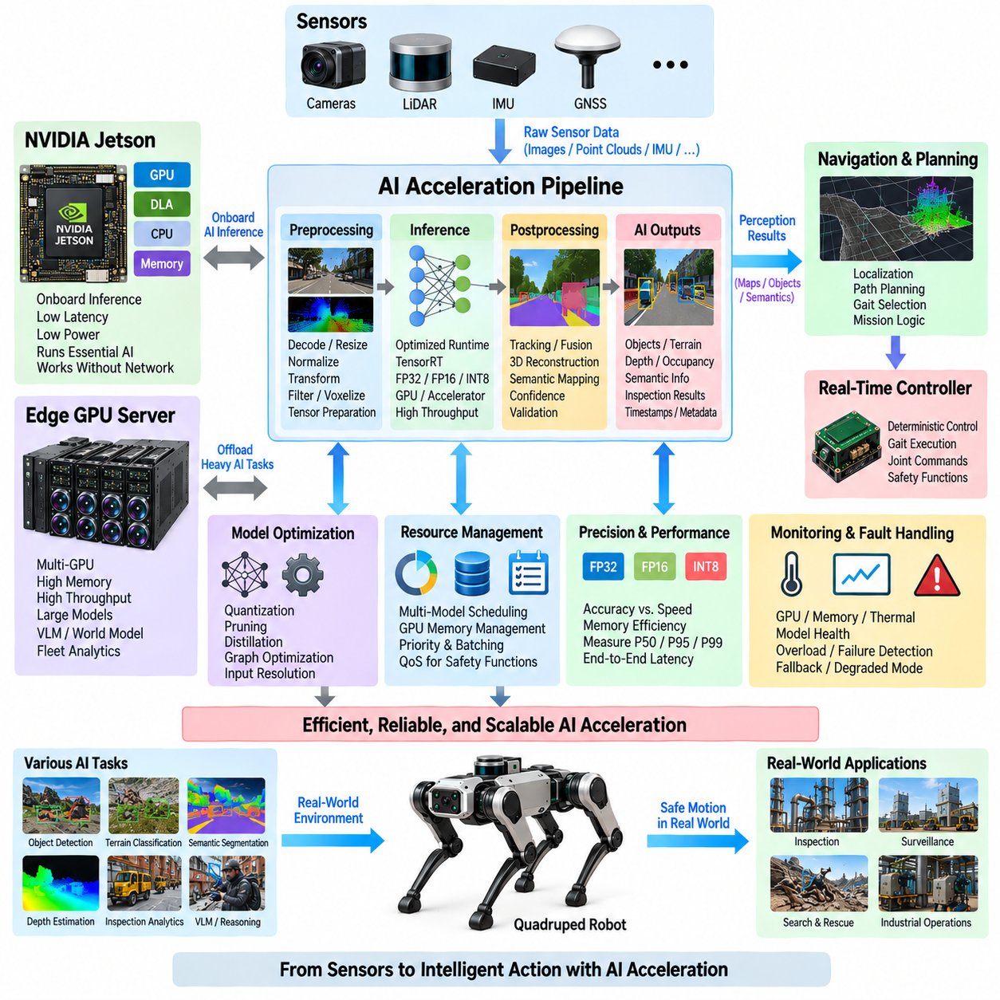 Sensors
Cameras
LiDAR
IMU
GNSS
•••
Raw Sensor Data
(Images / Point Clouds / IMU / ...)
NVIDIA Jetson
NVIDIA
JETSON
GPU
DLA
CPU
Memory
Onboard Inference
Low Latency
Low Power
Runs Essential AI
Works Without Network
Onboard
AI Inference
AI Acceleration Pipeline
Preprocessing
Decode / Resize
Normalize
Transform
Filter / Voxelize
Tensor Preparation
Inference
Optimized Runtime
TensorRT
FP32 / FP16 / INT8
GPU / Accelerator
High Throughput
Postprocessing
Tracking / Fusion
3D Reconstruction
Semantic Mapping
Confidence
Validation
AI Outputs
Objects / Terrain
Depth / Occupancy
Semantic Info
Inspection Results
Timestamps / Metadata
Perception
Results
(Maps / Objects
/ Semantics)
Navigation & Planning
Localization
Path Planning
Gait Selection
Mission Logic
Real-Time Controller
Deterministic Control
Gait Execution
Joint Commands
Safety Functions
Edge GPU Server
Multi-GPU
High Memory
High Throughput
Large Models
VLM / World Model
Fleet Analytics
Offload
Heavy AI Tasks
Model Optimization
Quantization
Pruning
Distillation
Graph Optimization
Input Resolution
Resource Management
Multi-Model Scheduling
GPU Memory Management
Priority & Batching
QoS for Safety Functions
Precision & Performance
FP32
FP16
INT8
Accuracy vs. Speed
Memory Efficiency
Measure P50 / P95 / P99
End-to-End Latency
Monitoring & Fault Handling
GPU / Memory / Thermal
Model Health
Overload / Failure Detection
Fallback / Degraded Mode
Efficient, Reliable, and Scalable AI Acceleration
Various AI Tasks
Object Detection
Terrain Classification
Semantic Segmentation
Depth Estimation
Inspection Analytics
VLM / Reasoning
Real-World
Environment
Quadruped Robot
Safe Motion
in Real World
Real-World Applications
Inspection
Surveillance
Search & Rescue
Industrial Operations
From Sensors to Intelligent Action with AI Acceleration